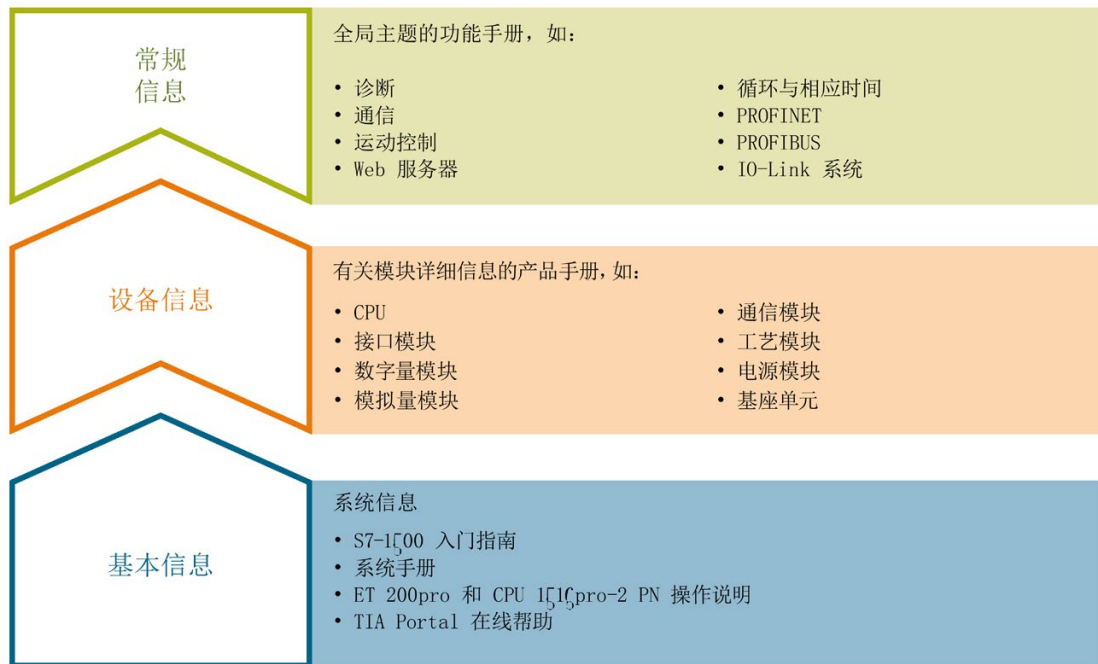 常规
信息
全局主题的功能手册，如：
• 诊断
• 通信
• 运动控制
• Web 服务器
• 循环与相应时间
• PROFINET
• PROFIBUS
• IO-Link 系统
设备信息
有关模块详细信息的产品手册，如：
• CPU
• 接口模块
• 数字量模块
• 模拟量模块
• 通信模块
• 工艺模块
• 电源模块
• 基座单元
基本信息
系统信息
• S7-1500 入门指南
• 系统手册
• ET 200pro 和 CPU 1516pro-2 PN 操作说明
• TIA Portal 在线帮助